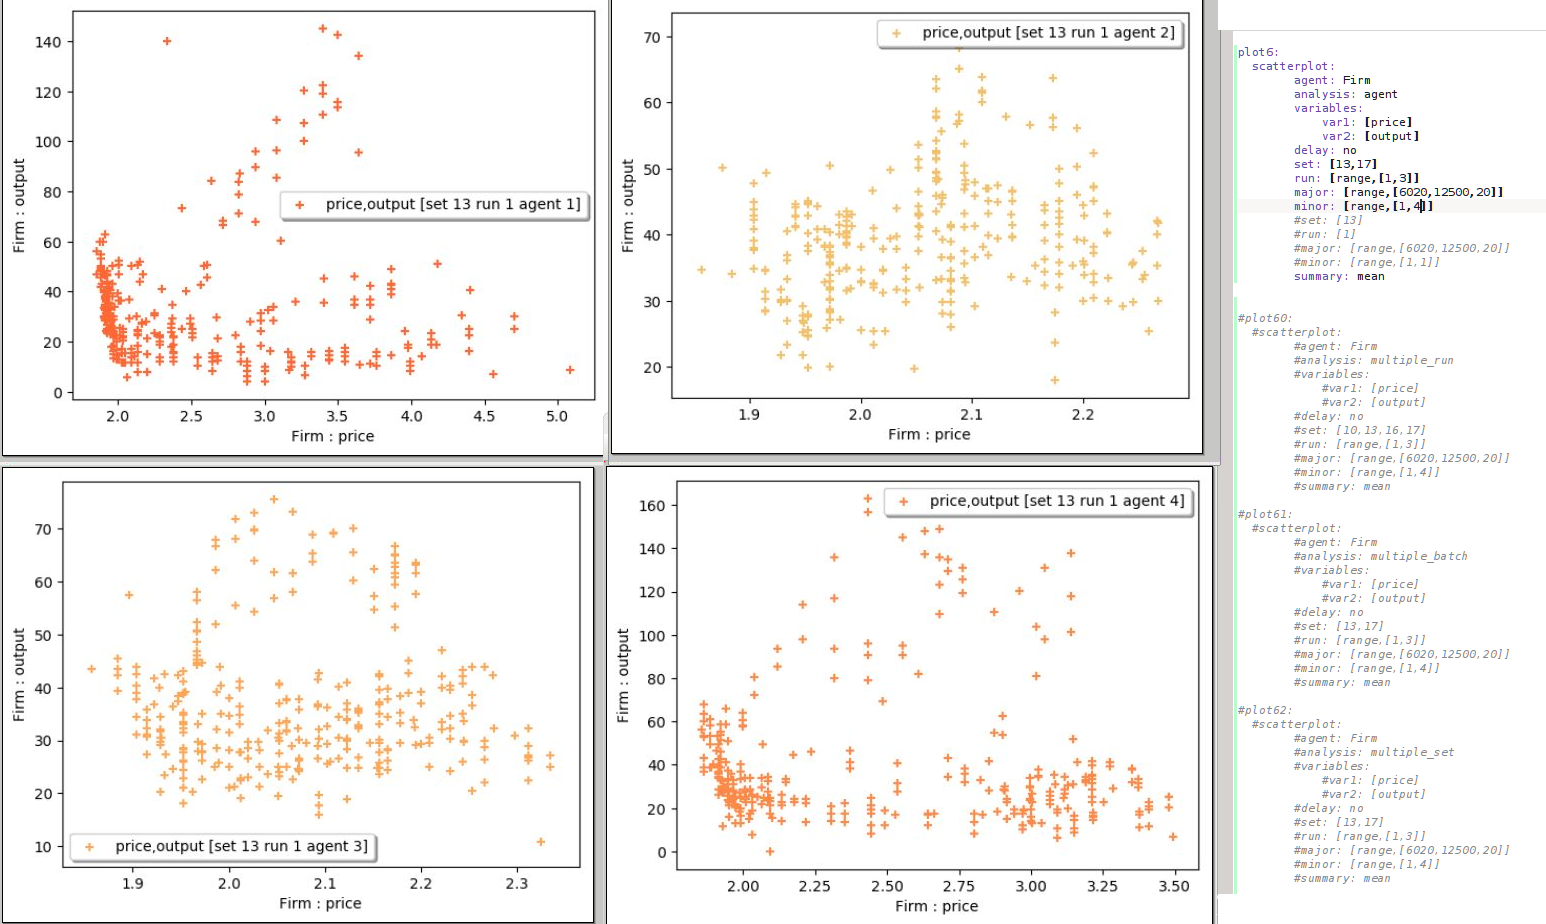 price,output [set 13 run 1 agent 1]
140
120
100
80
60
40
20
0
2.0 2.5 3.0 3.5 4.0 4.5 5.0
Firm : price
Firm : output
price,output [set 13 run 1 agent 2]
70
60
50
40
30
20
1.9 2.0 2.1 2.2
Firm : price
Firm : output
price,output [set 13 run 1 agent 3]
70
60
50
40
30
20
10
1.9 2.0 2.1 2.2 2.3
Firm : price
Firm : output
price,output [set 13 run 1 agent 4]
160
140
120
100
80
60
40
20
0
2.00 2.25 2.50 2.75 3.00 3.25 3.50
Firm : price
Firm : output
plot6:
scatterplot:
agent: Firm
analysis: agent
variables:
var1: [price]
var2: [output]
delay: no
set: [13,17]
run: [range,[1,3]]
major: [range,[6020,12500,20]]
minor: [range,[1,4]]
#set: [13]
#run: [1]
#major: [range,[6020,12500,20]]
#minor: [range,[1,1]]
summary: mean
#plot60:
#scatterplot:
#agent: Firm
#analysis: multiple_run
#variables:
#var1: [price]
#var2: [output]
#delay: no
#set: [10,13,16,17]
#run: [range,[1,3]]
#major: [range,[6020,12500,20]]
#minor: [range,[1,4]]
#summary: mean
#plot61:
#scatterplot:
#agent: Firm
#analysis: multiple_batch
#variables:
#var1: [price]
#var2: [output]
#delay: no
#set: [13,17]
#run: [range,[1,3]]
#major: [range,[6020,12500,20]]
#minor: [range,[1,4]]
#summary: mean
#plot62:
#scatterplot:
#agent: Firm
#analysis: multiple_set
#variables:
#var1: [price]
#var2: [output]
#delay: no
#set: [13,17]
#run: [range,[1,3]]
#major: [range,[6020,12500,20]]
#minor: [range,[1,4]]
#summary: mean